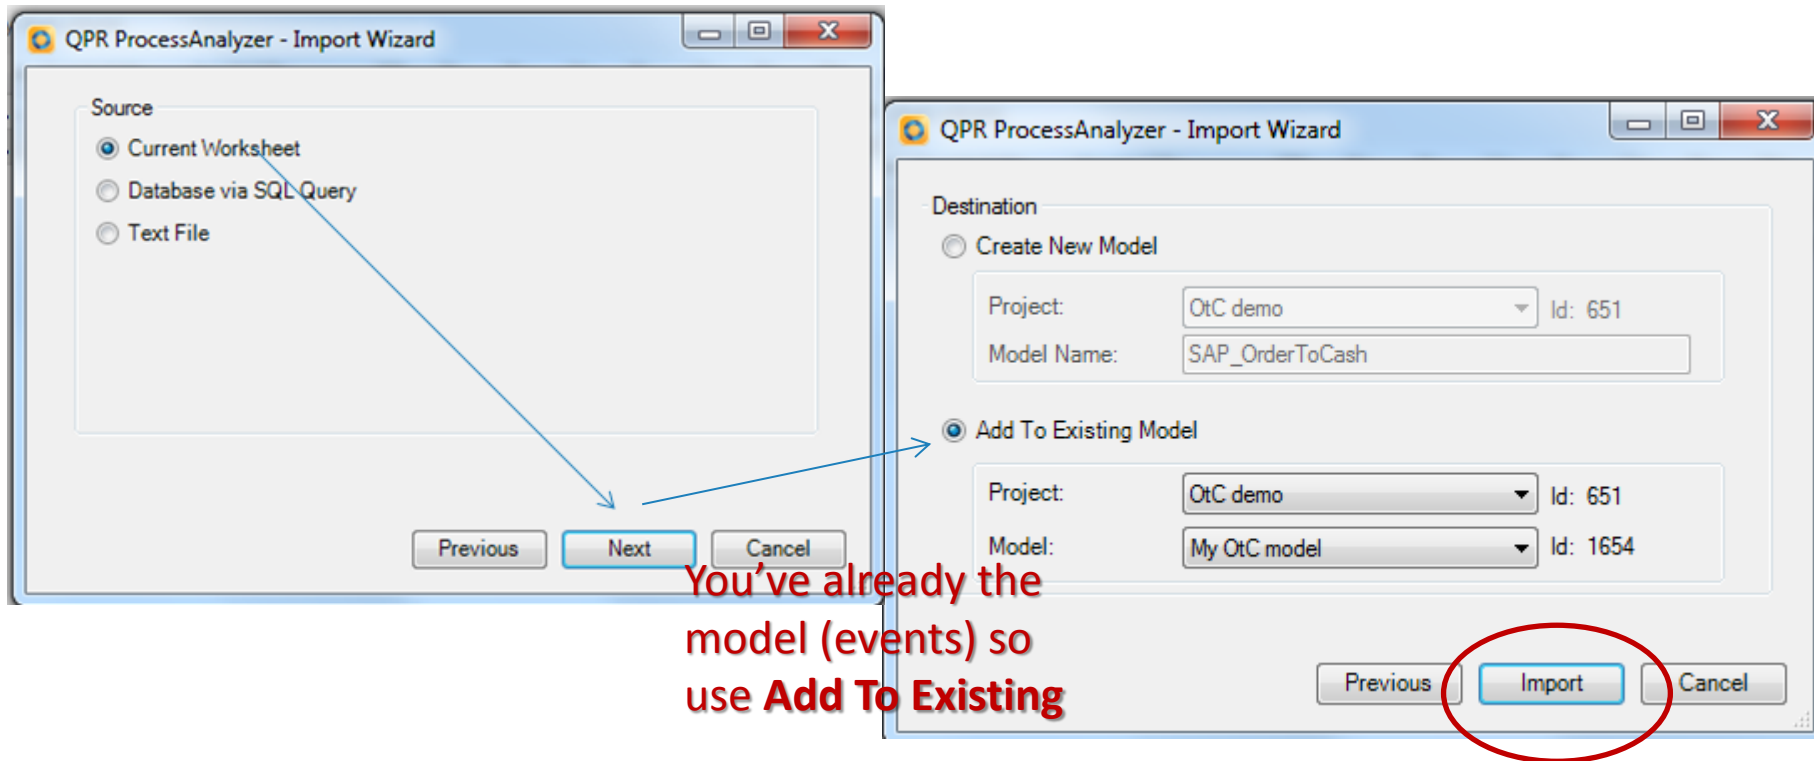 QPR ProcessAnalyzer - Import Wizard
Source
Current Worksheet
Database via SQL Query
Text File
Previous
Next
Cancel
You've already the
model (events) so
use Add To Existing
QPR ProcessAnalyzer - Import Wizard
Destination
Create New Model
Project: OtC demo Id: 651
Model Name: SAP_OrderToCash
Add To Existing Model
Project: OtC demo Id: 651
Model: My OtC model Id: 1654
Previous
Import
Cancel